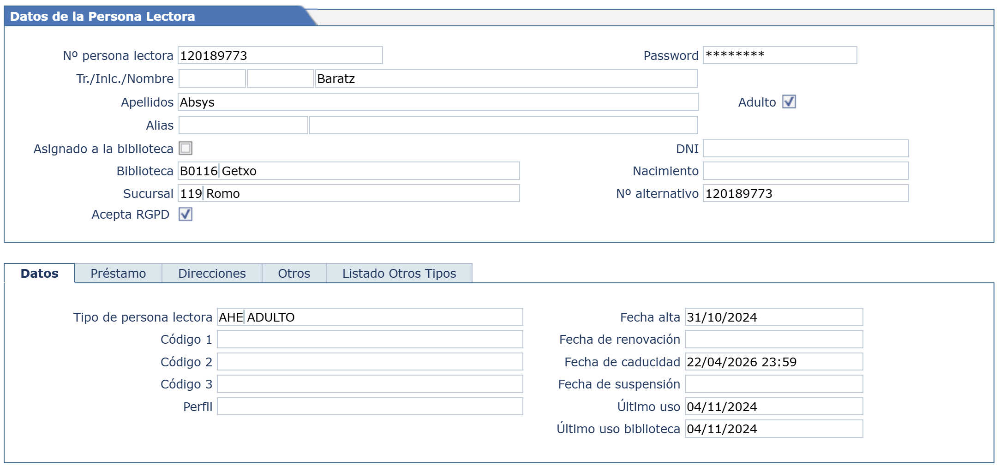 Datos de la Persona Lectora
Nº persona lectora 120189773 Password ********
Tr./Inic./Nombre Baratz
Apellidos Absys Adulto
Alias
Asignado a la biblioteca DNI
Biblioteca B0116 Getxo Nacimiento
Sucursal 119 Romo Nº alternativo 120189773
Acepta RGPD
Datos Préstamo Direcciones Otros Listado Otros Tipos
Tipo de persona lectora AHE ADULTO Fecha alta 31/10/2024
Código 1 Fecha de renovación
Código 2 Fecha de caducidad 22/04/2026 23:59
Código 3 Fecha de suspensión
Perfil Último uso 04/11/2024
Último uso biblioteca 04/11/2024